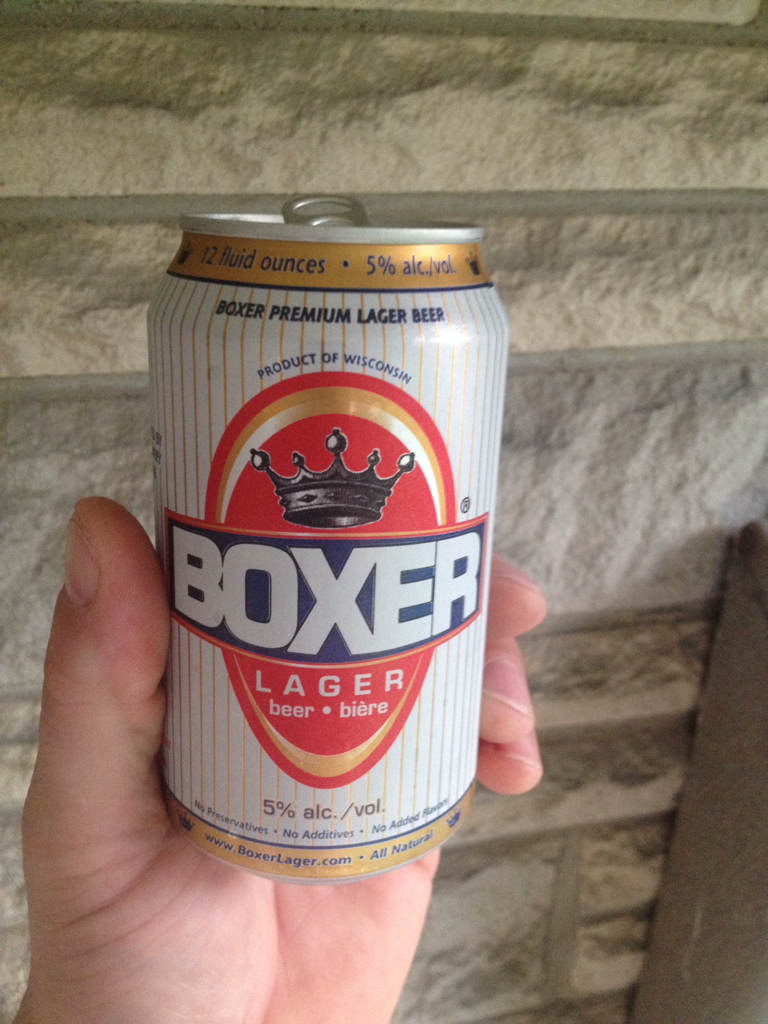 12 fluid ounces • 5% alc./vol.
BOXER PREMIUM LAGER BEER
PRODUCT OF WISCONSIN
®
BOXER
LAGER
beer • bière
5% alc./vol.
No Preservatives • No Additives • No Added Flavors
www.BoxerLager.com • All Natural